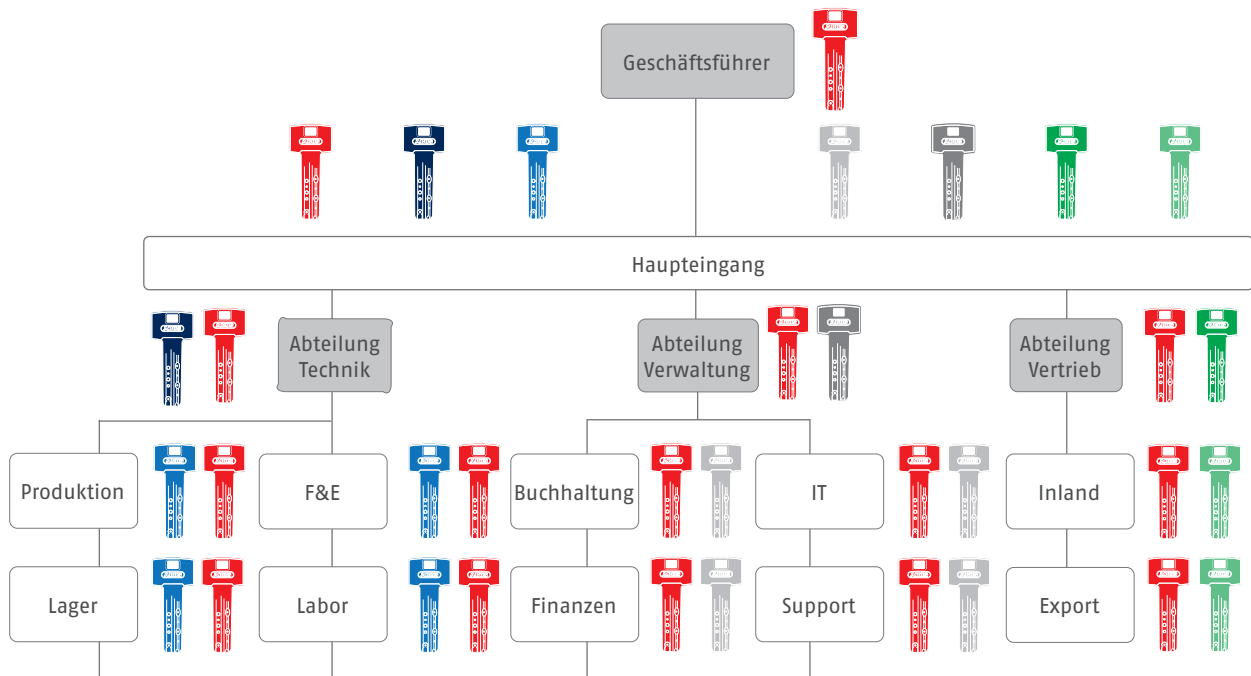 Geschäftsführer
Haupteingang
Abteilung
Technik
Abteilung
Verwaltung
Abteilung
Vertrieb
Produktion
F&E
Buchhaltung
IT
Inland
Lager
Labor
Finanzen
Support
Export